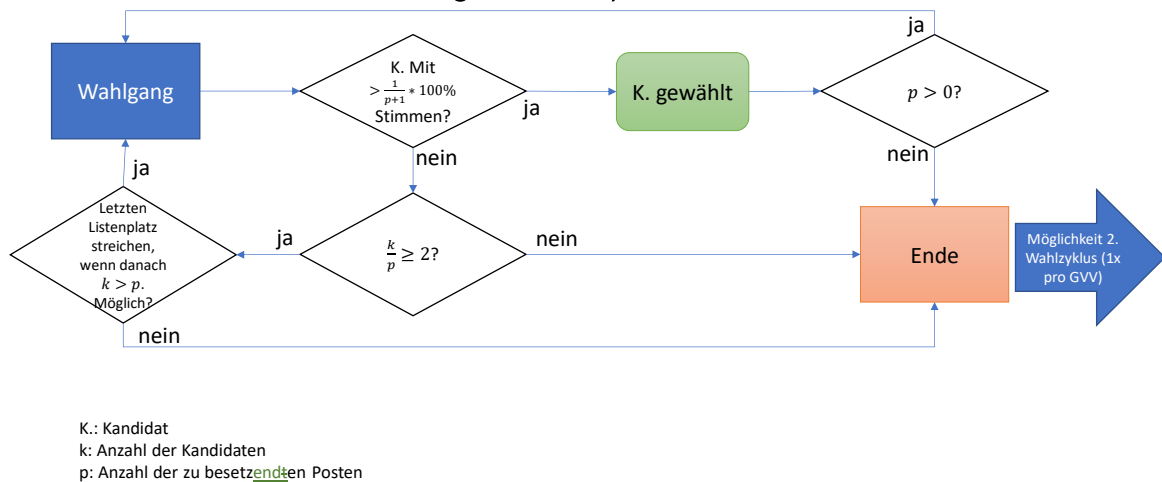 ja
Wahlgang
K. Mit
> 1/(p+1) * 100%
Stimmen?
ja
K. gewählt
p > 0?
nein
nein
ja
Letzten
Listenplatz
streichen,
wenn danach
k > p.
Möglich?
ja
k/p ≥ 2?
nein
Ende
Möglichkeit 2.
Wahlzyklus (1x
pro GVV)
nein
K.: Kandidat
k: Anzahl der Kandidaten
p: Anzahl der zu besetzendten Posten